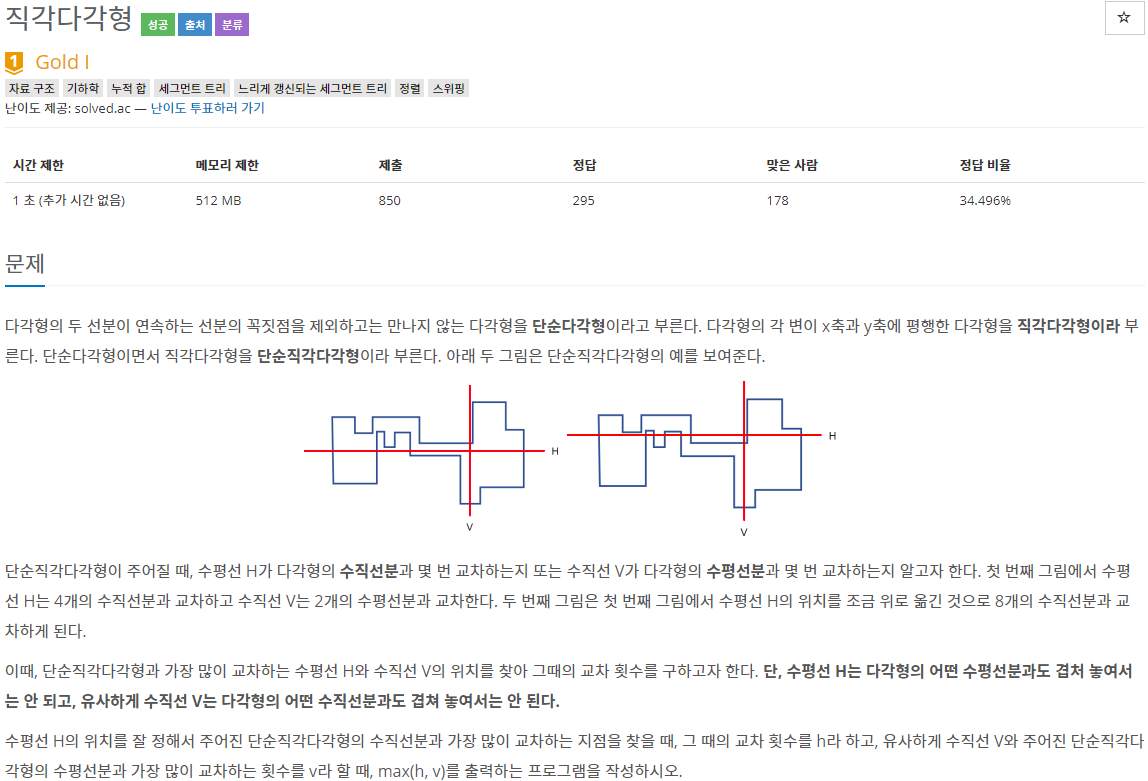 직각다각형 성공 출처 분류
☆
1 Gold I
자료 구조 기하학 누적 합 세그먼트 트리 느리게 갱신되는 세그먼트 트리 정렬 스위핑
난이도 제공: solved.ac — 난이도 투표하러 가기
시간 제한 메모리 제한 제출 정답 맞은 사람 정답 비율
1 초 (추가 시간 없음) 512 MB 850 295 178 34.496%
문제
다각형의 두 선분이 연속하는 선분의 꼭짓점을 제외하고는 만나지 않는 다각형을 단순다각형이라고 부른다. 다각형의 각 변이 x축과 y축에 평행한 다각형을 직각다각형이라 부
른다. 단순다각형이면서 직각다각형을 단순직각다각형이라 부른다. 아래 두 그림은 단순직각다각형의 예를 보여준다.
H
V
H
V
단순직각다각형이 주어질 때, 수평선 H가 다각형의 수직선분과 몇 번 교차하는지 또는 수직선 V가 다각형의 수평선분과 몇 번 교차하는지 알고자 한다. 첫 번째 그림에서 수평
선 H는 4개의 수직선분과 교차하고 수직선 V는 2개의 수평선분과 교차한다. 두 번째 그림은 첫 번째 그림에서 수평선 H의 위치를 조금 위로 옮긴 것으로 8개의 수직선분과 교
차하게 된다.
이때, 단순직각다각형과 가장 많이 교차하는 수평선 H와 수직선 V의 위치를 찾아 그때의 교차 횟수를 구하고자 한다. 단, 수평선 H는 다각형의 어떤 수평선분과도 겹처 놓여서
는 안 되고, 유사하게 수직선 V는 다각형의 어떤 수직선분과도 겹쳐 놓여서는 안 된다.
수평선 H의 위치를 잘 정해서 주어진 단순직각다각형의 수직선분과 가장 많이 교차하는 지점을 찾을 때, 그 때의 교차 횟수를 h라 하고, 유사하게 수직선 V와 주어진 단순직각다
각형의 수평선분과 가장 많이 교차하는 횟수를 v라 할 때, max(h, v)를 출력하는 프로그램을 작성하시오.